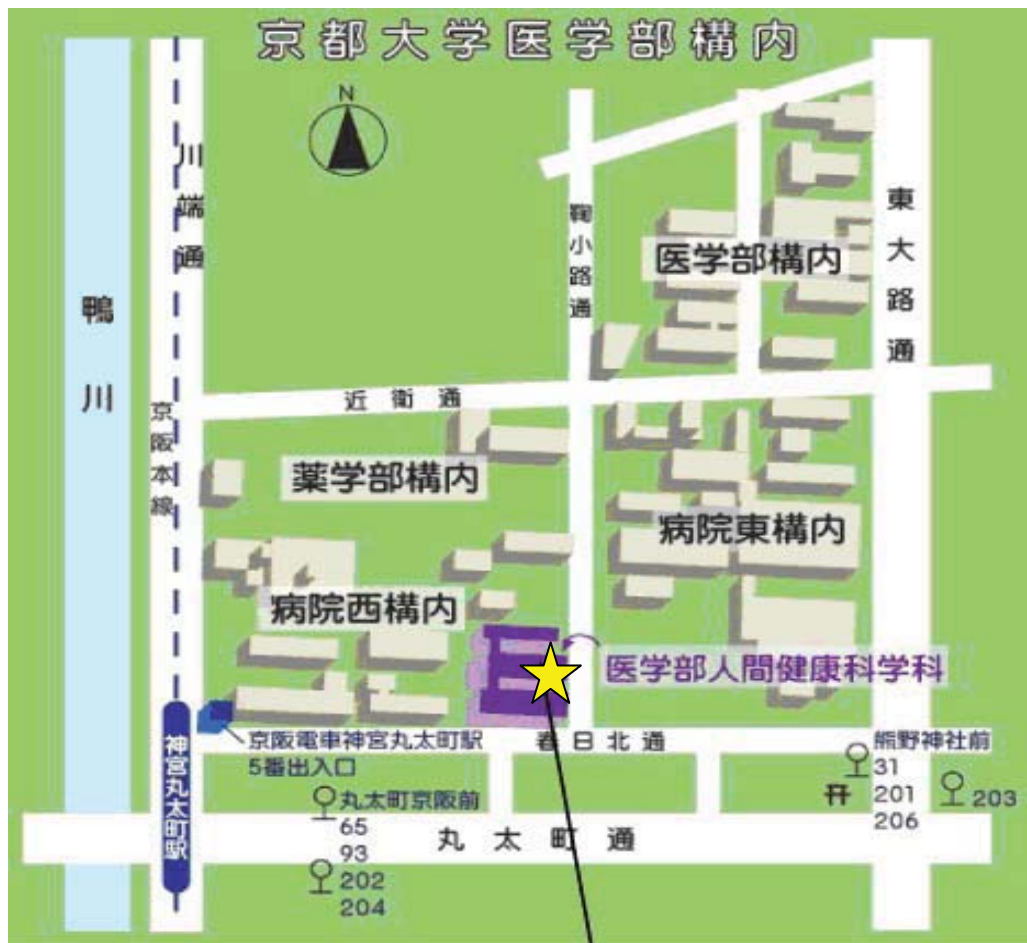 京都大学医学部構内
N
川端通
鴨川
京阪本線
鞠小路通
東大路通
医学部構内
近衛通
薬学部構内
病院東構内
病院西構内
医学部人間健康科学科
神宮丸太町駅
京阪電車神宮丸太町駅
5番出入口
春日北通
熊野神社前
31
201
206
203
丸太町京阪前
65
93
202
204
丸太町通